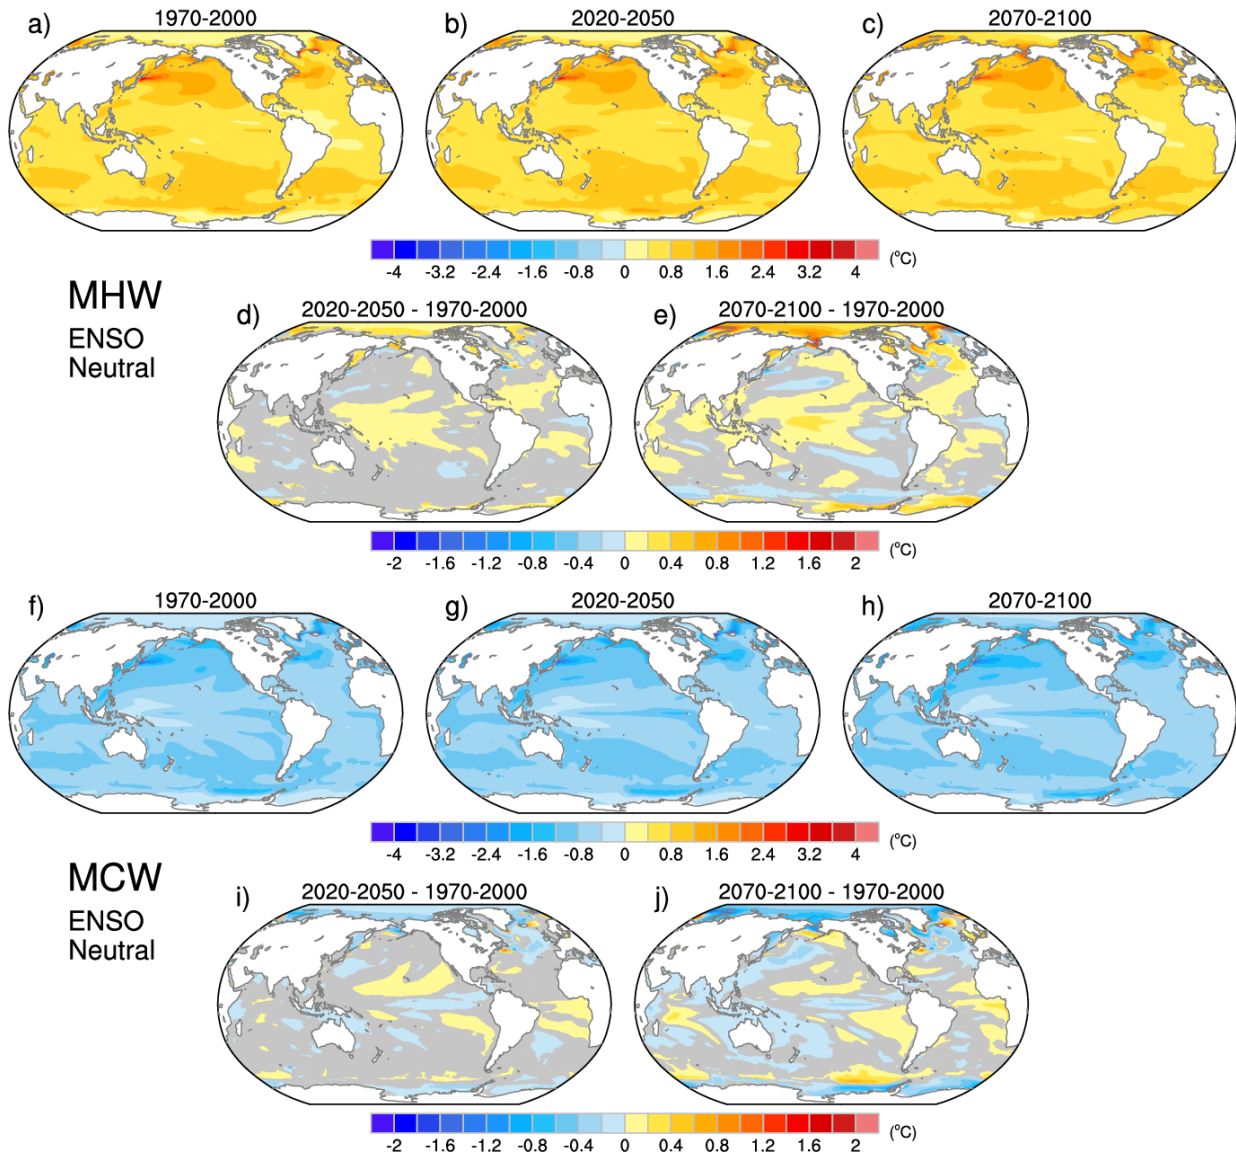 a) 1970-2000
b) 2020-2050
c) 2070-2100
-4 -3.2 -2.4 -1.6 -0.8 0 0.8 1.6 2.4 3.2 4 (°C)
MHW
ENSO
Neutral
d) 2020-2050 - 1970-2000
e) 2070-2100 - 1970-2000
-2 -1.6 -1.2 -0.8 -0.4 0 0.4 0.8 1.2 1.6 2 (°C)
f) 1970-2000
g) 2020-2050
h) 2070-2100
-4 -3.2 -2.4 -1.6 -0.8 0 0.8 1.6 2.4 3.2 4 (°C)
MCW
ENSO
Neutral
i) 2020-2050 - 1970-2000
j) 2070-2100 - 1970-2000
-2 -1.6 -1.2 -0.8 -0.4 0 0.4 0.8 1.2 1.6 2 (°C)